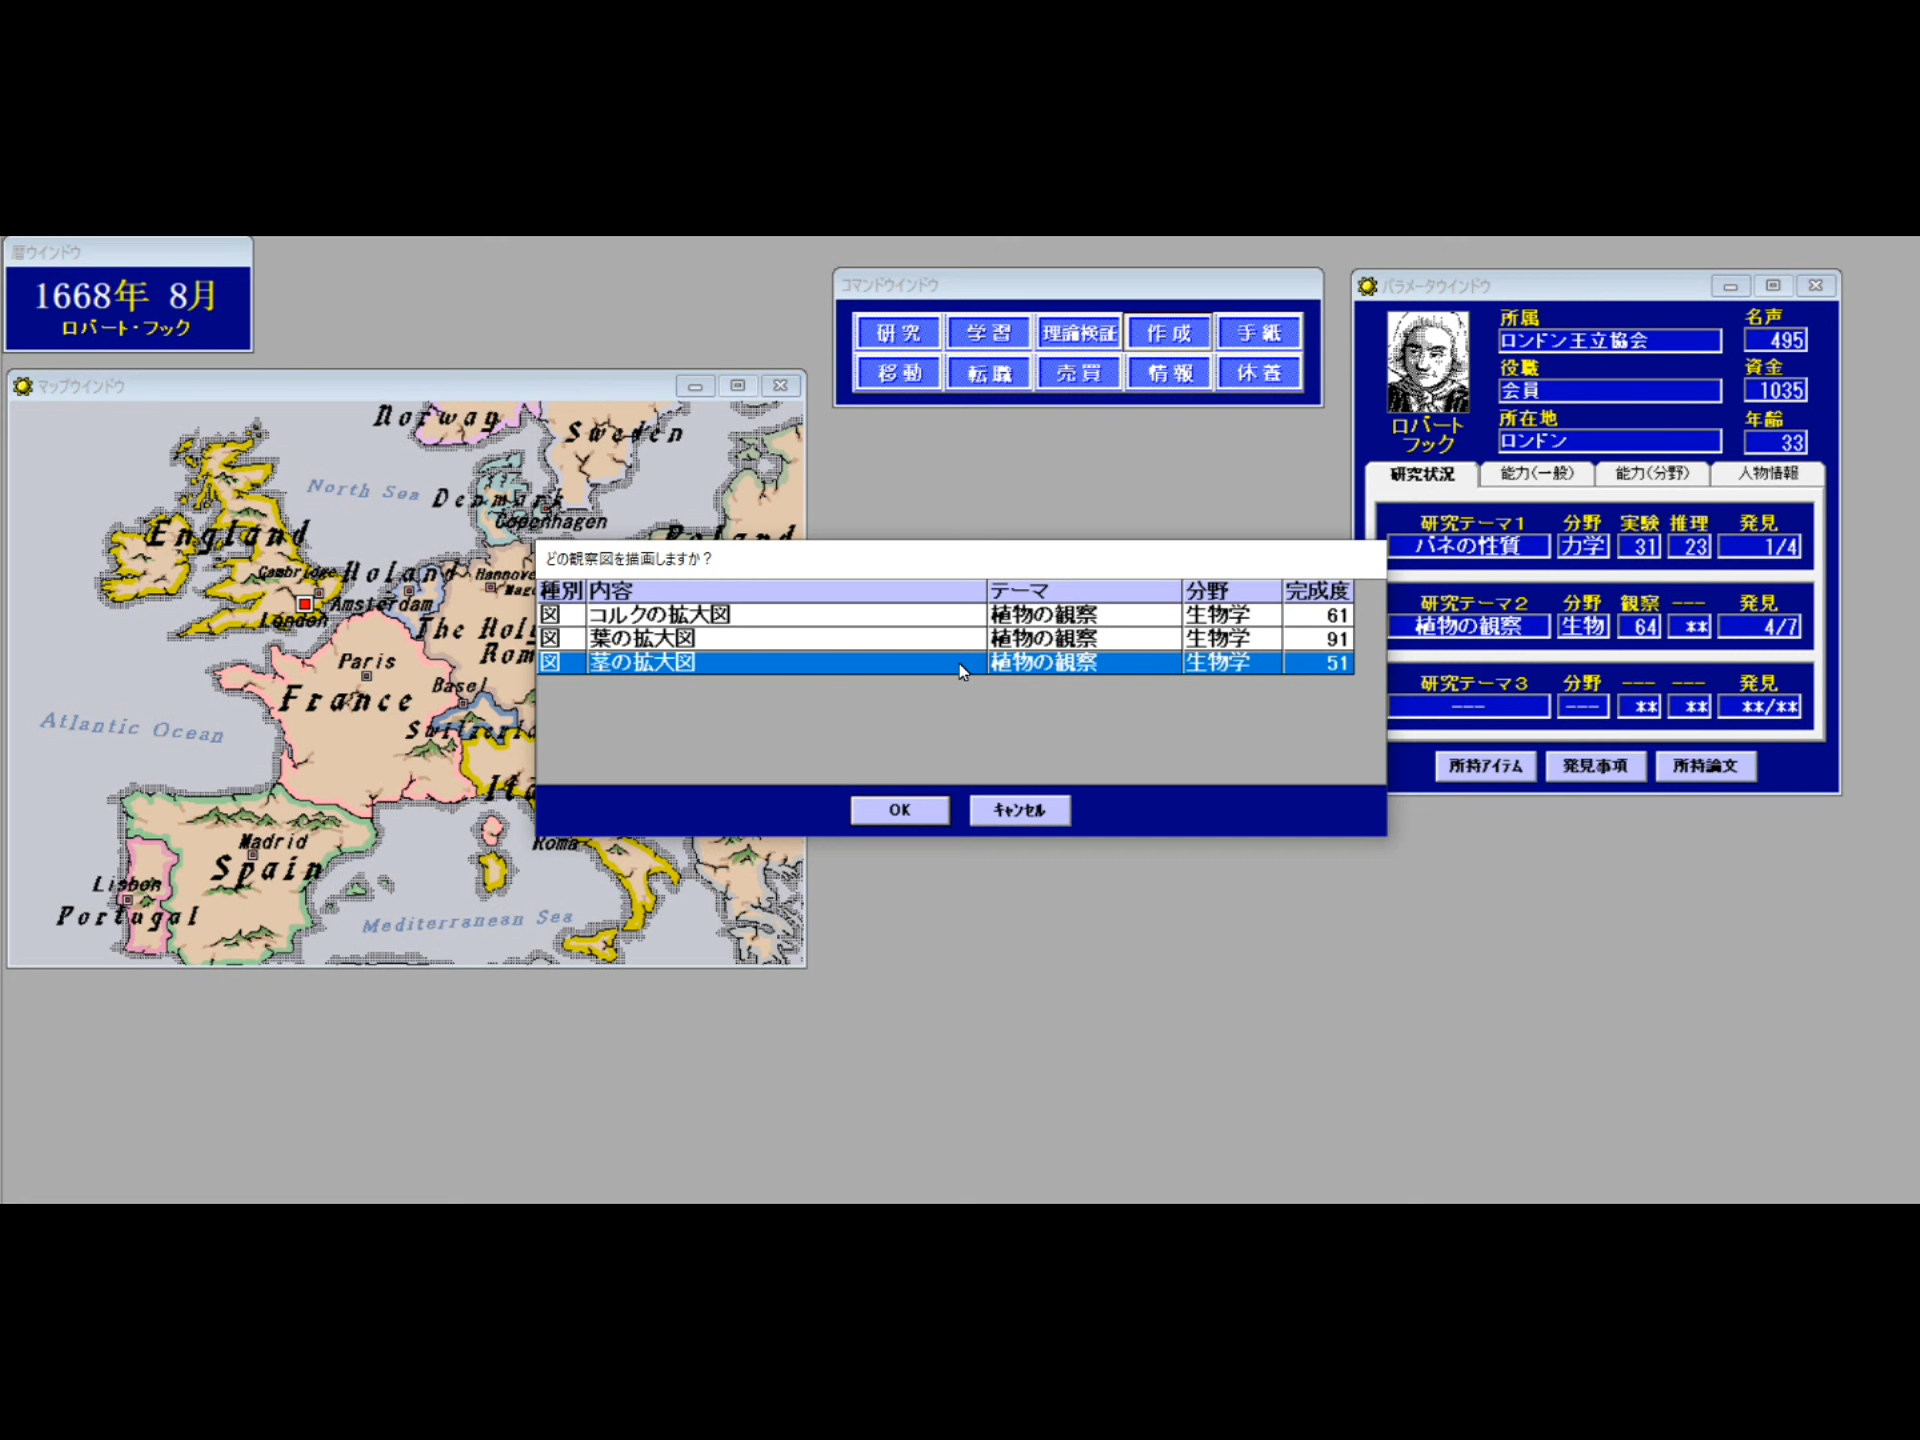 暦ウインドウ
1668年 8月
ロバート・フック
マップウインドウ
Norway
Sweden
North Sea
Denmark
Copenhagen
England
Poland
Cambridge
Holand
Hannove
Mag
Amsterdam
London
The Hol
Rom
Paris
Basel
France
Atlantic Ocean
Switzerla
Ita
Madrid
Roma
Spain
Lisbon
Portugal
Mediterranean Sea
コマンドウインドウ
研究 学習 理論検証 作成 手紙
移動 転職 売買 情報 休養
パラメータウインドウ
所属 名声
ロンドン王立協会 495
役職 資金
会員 1035
所在地 年齢
ロンドン 33
ロバート
フック
研究状況 能力(一般) 能力(分野) 人物情報
研究テーマ1 分野 実験 推理 発見
バネの性質 力学 31 23 1/4
研究テーマ2 分野 観察 --- 発見
植物の観察 生物 64 ** 4/7
研究テーマ3 分野 --- --- 発見
--- --- ** ** **/**
所持アイテム 発見事項 所持論文
どの観察図を描画しますか？
種別 内容 テーマ 分野 完成度
図 コルクの拡大図 植物の観察 生物学 61
図 葉の拡大図 植物の観察 生物学 91
図 茎の拡大図 植物の観察 生物学 51
OK キャンセル